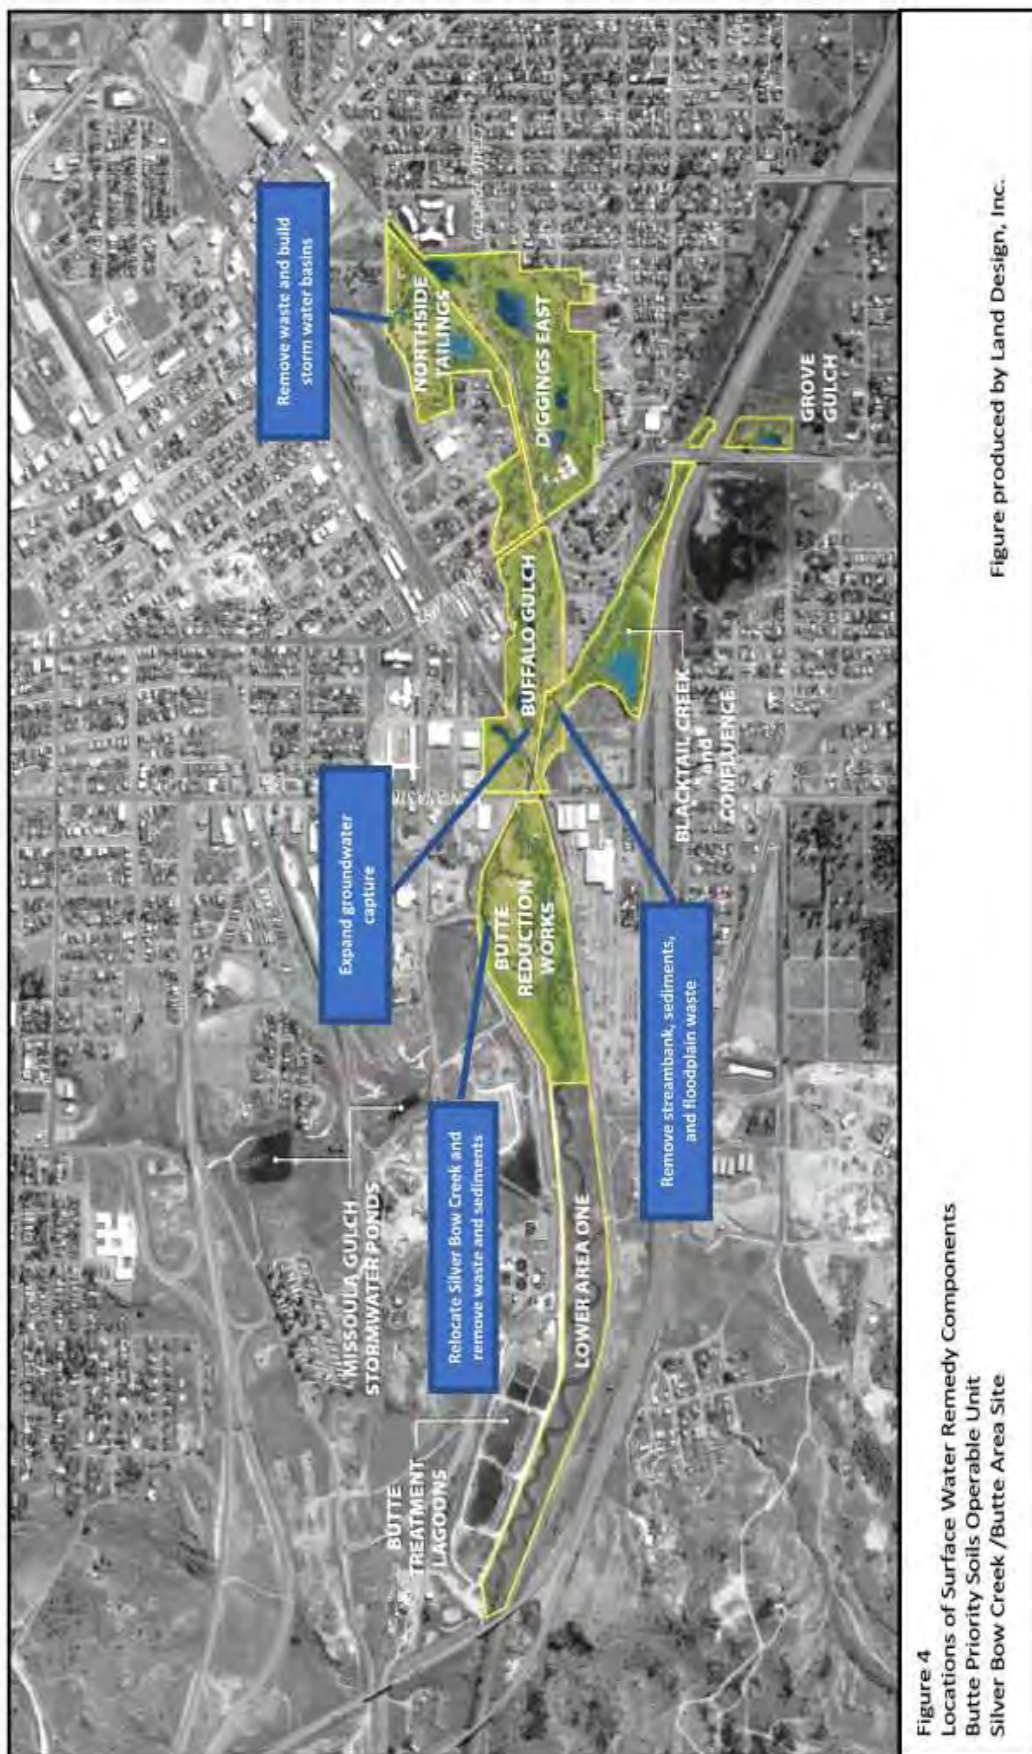 Remove waste and build
storm water basins
GEORGE STREET
NORTHSIDE
TAILINGS
DIGGINGS EAST
GROVE
GULCH
Expand groundwater
capture
BUFFALO GULCH
BLACKTAIL CREEK
and
CONFLUENCE
BUTTE
REDUCTION
WORKS
Remove streambank, sediments,
and floodplain waste
MISSOULA GULCH
STORMWATER PONDS
Relocate Silver Bow Creek and
remove waste and sediments
LOWER AREA ONE
BUTTE
TREATMENT
LAGOONS
Figure 4
Locations of Surface Water Remedy Components
Butte Priority Soils Operable Unit
Silver Bow Creek /Butte Area Site
Figure produced by Land Design, Inc.